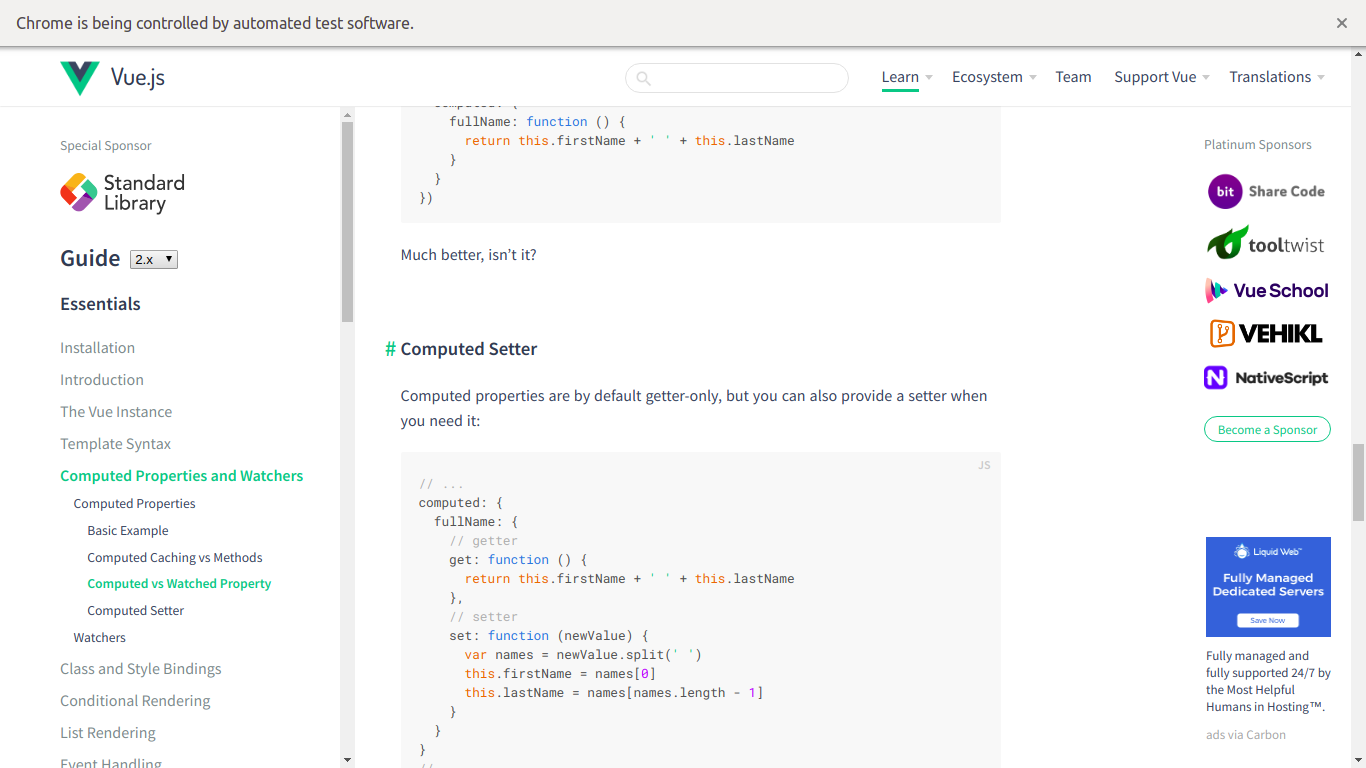 Chrome is being controlled by automated test software.
Vue.js
Learn
Ecosystem
Team
Support Vue
Translations
Special Sponsor
Standard
Library
Guide 2.x
Essentials
Installation
Introduction
The Vue Instance
Template Syntax
Computed Properties and Watchers
Computed Properties
Basic Example
Computed Caching vs Methods
Computed vs Watched Property
Computed Setter
Watchers
Class and Style Bindings
Conditional Rendering
List Rendering
Event Handling
computed: {
fullName: function () {
return this.firstName + ' ' + this.lastName
}
}
})
Much better, isn’t it?
# Computed Setter
Computed properties are by default getter-only, but you can also provide a setter when
you need it:
JS
// ...
computed: {
fullName: {
// getter
get: function () {
return this.firstName + ' ' + this.lastName
},
// setter
set: function (newValue) {
var names = newValue.split(' ')
this.firstName = names[0]
this.lastName = names[names.length - 1]
}
}
}
//
Platinum Sponsors
bit Share Code
tooltwist
Vue School
VEHIKL
NativeScript
Become a Sponsor
Liquid Web™
Fully Managed
Dedicated Servers
Save Now
Fully managed and
fully supported 24/7 by
the Most Helpful
Humans in Hosting™.
ads via Carbon